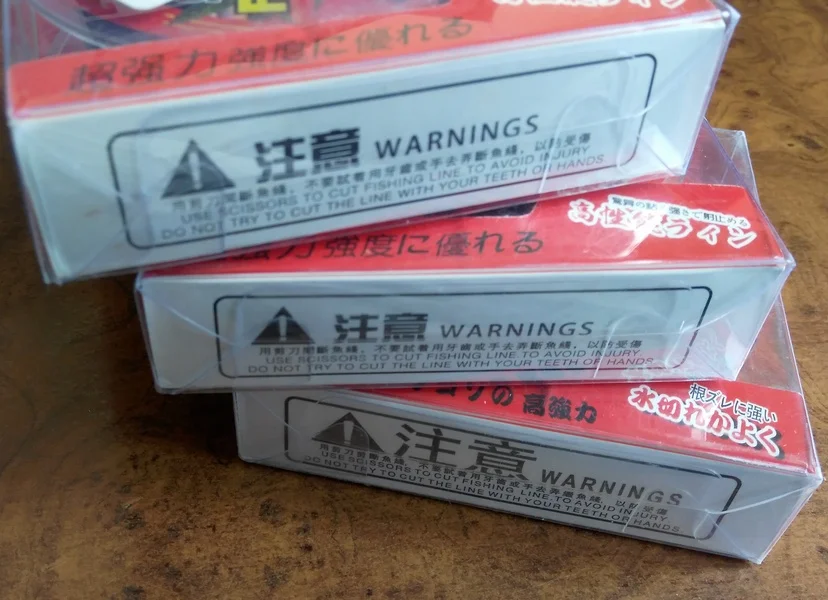 超強力強度に優れる
注意 WARNINGS
用剪刀剪斷魚綫，不要試着用牙齒或手去弄斷魚綫，以防受傷
USE SCISSORS TO CUT FISHING LINE TO AVOID INJURY
DO NOT TRY TO CUT THE LINE WITH YOUR TEETH OR HANDS.
高性能ライン
強力強度に優れる
注意 WARNINGS
用剪刀剪斷魚綫，不要試着用牙齒或手去弄斷魚綫，以防受傷
USE SCISSORS TO CUT FISHING LINE TO AVOID INJURY.
DO NOT TRY TO CUT THE LINE WITH YOUR TEETH OR HANDS.
の 高強力
根ズレに強い
水切れがよく
注意 WARNINGS
用剪刀剪斷魚綫，不要試着用牙齒或手去弄斷魚綫，以防受傷
USE SCISSORS TO CUT FISHING LINE TO AVOID INJURY.
DO NOT TRY TO CUT THE LINE WITH YOUR TEETH OR HANDS.